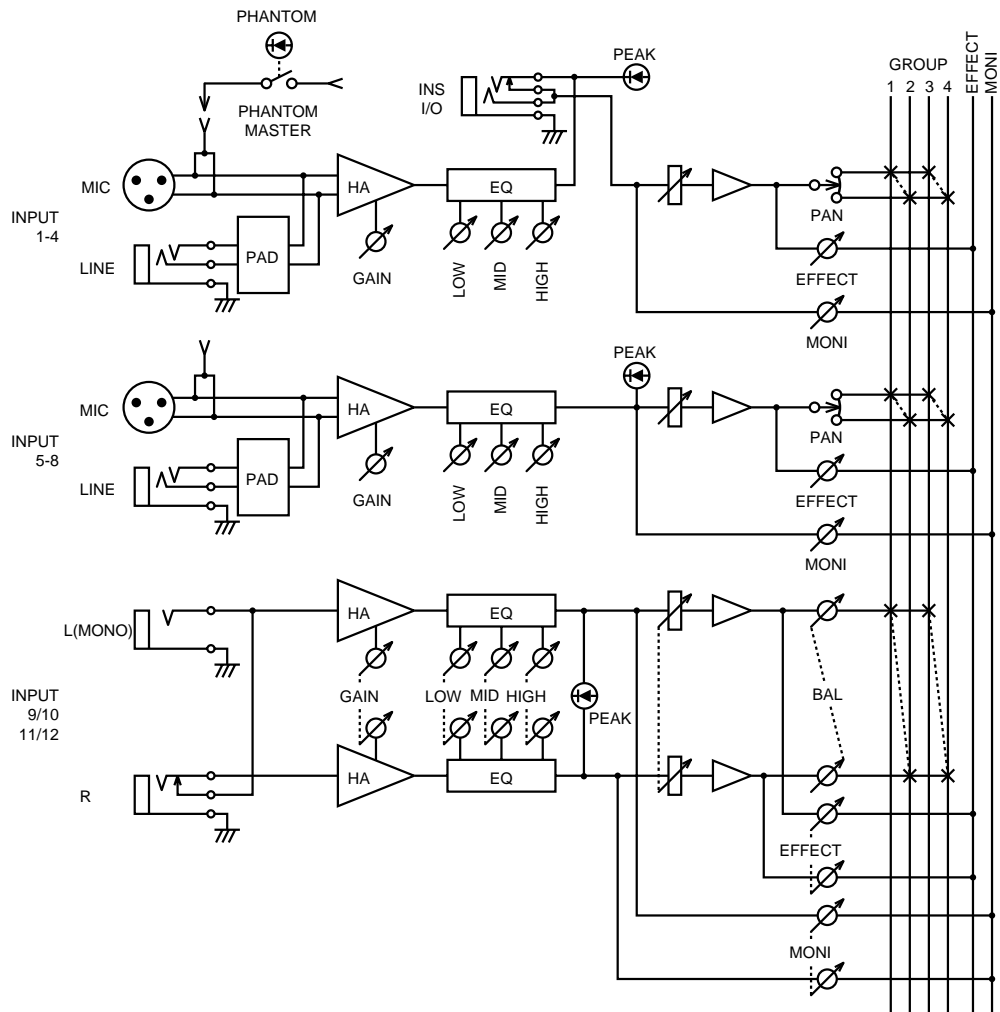 PHANTOM
PHANTOM
MASTER
INS
I/O
PEAK
GROUP
1 2 3 4
EFFECT
MONI
INPUT
1-4
MIC
LINE
PAD
HA
GAIN
EQ
LOW
MID
HIGH
PAN
EFFECT
MONI
INPUT
5-8
MIC
LINE
PAD
HA
GAIN
EQ
LOW
MID
HIGH
PEAK
PAN
EFFECT
MONI
INPUT
9/10
11/12
L(MONO)
R
HA
GAIN
HA
EQ
LOW MID HIGH
EQ
PEAK
BAL
EFFECT
MONI